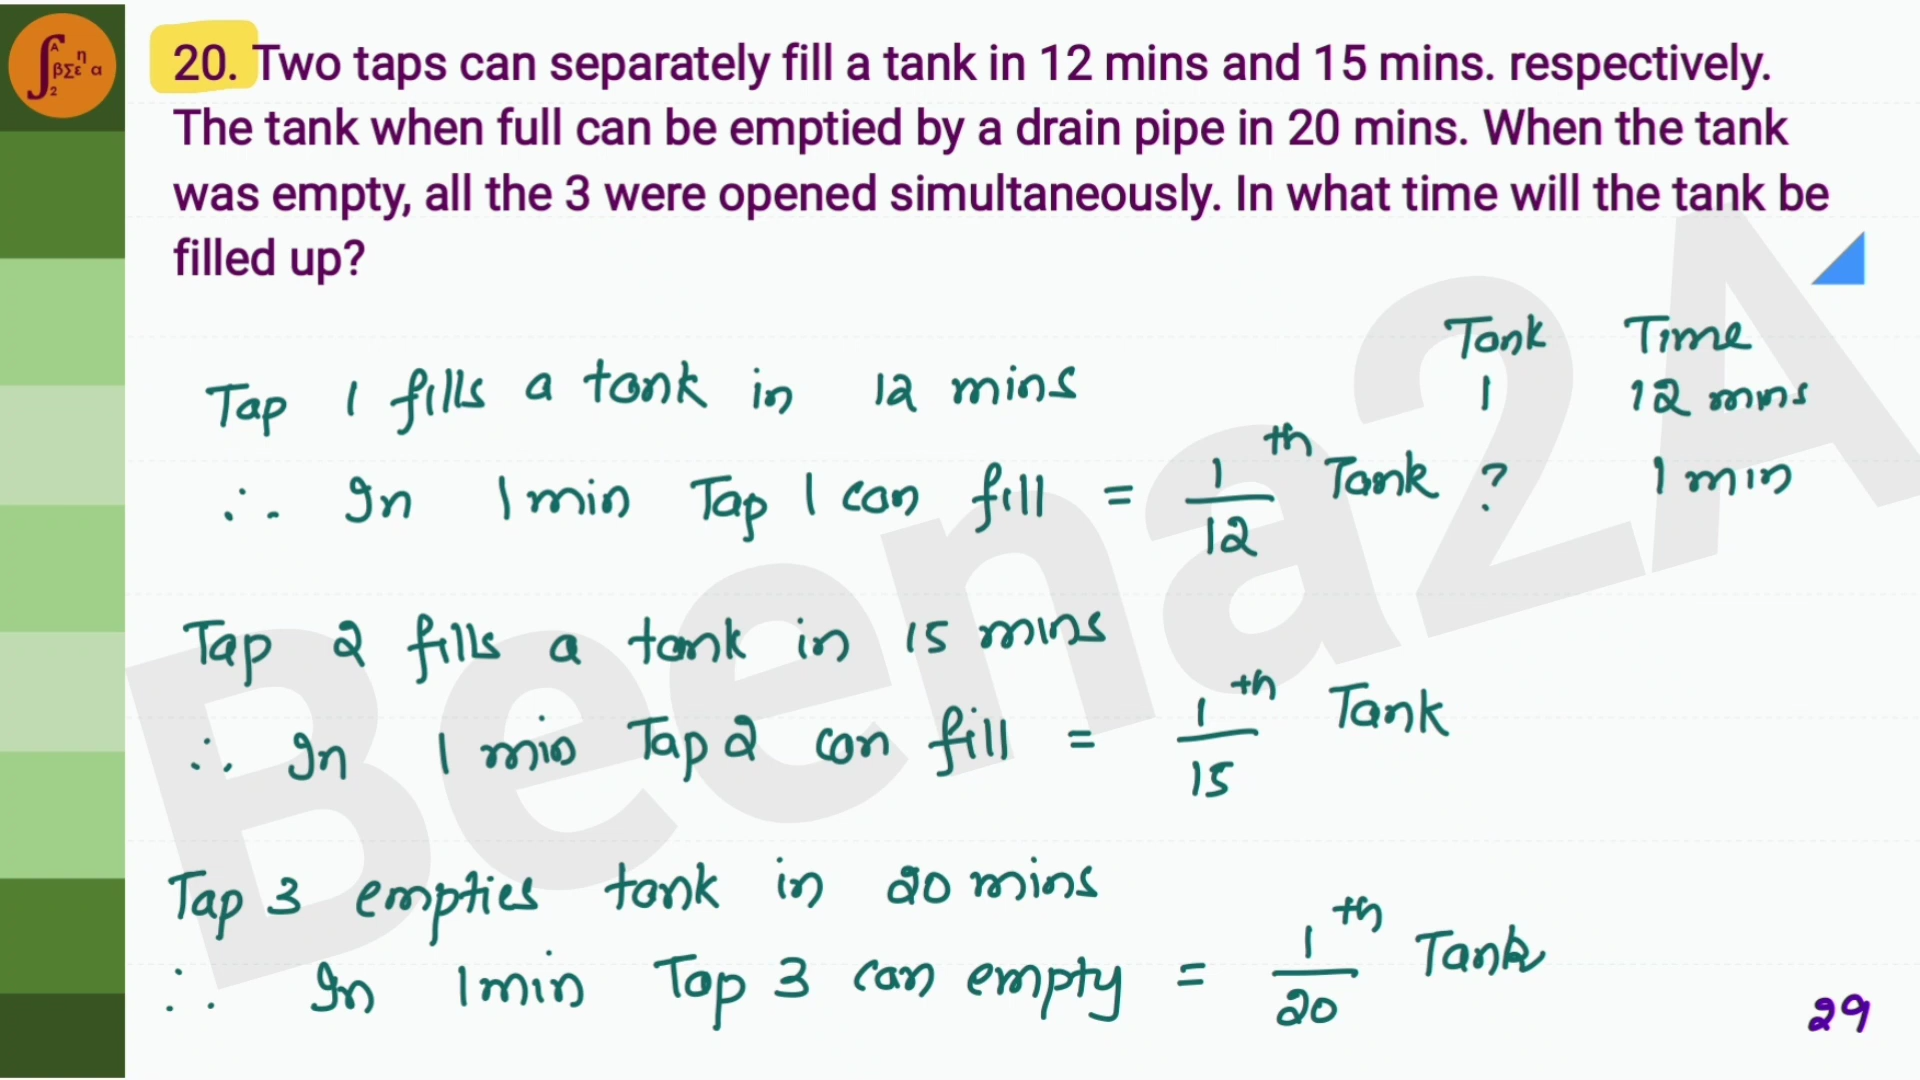 20. Two taps can separately fill a tank in 12 mins and 15 mins. respectively.
The tank when full can be emptied by a drain pipe in 20 mins. When the tank
was empty, all the 3 were opened simultaneously. In what time will the tank be
filled up?
Tank Time
1 12 mins
Tap 1 fills a tank in 12 mins
∴ In 1 min Tap 1 can fill = 1/12 th Tank ? 1 min
Tap 2 fills a tank in 15 mins
∴ In 1 min Tap 2 can fill = 1/15 th Tank
Tap 3 empties tank in 20 mins
∴ In 1 min Tap 3 can empty = 1/20 th Tank
29
Beena2A